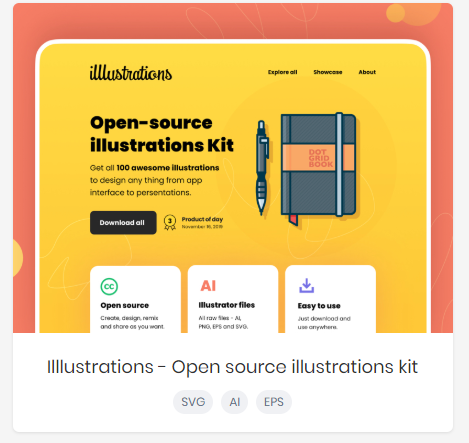 illlustrations
Explore all Showcase About
Open-source
illustrations Kit
Get all 100 awesome illustrations
to design any thing from app
interface to persentations.
DOT
GRID
BOOK
Download all
3
Product of day
November 16, 2019
CC
Open source
Create, design, remix
and share as you want.
AI
Illustrator files
All raw files - Ai,
PNG, EPS and SVG.
Easy to use
Just download and
use anywhere.
Illlustrations - Open source illustrations kit
SVG AI EPS